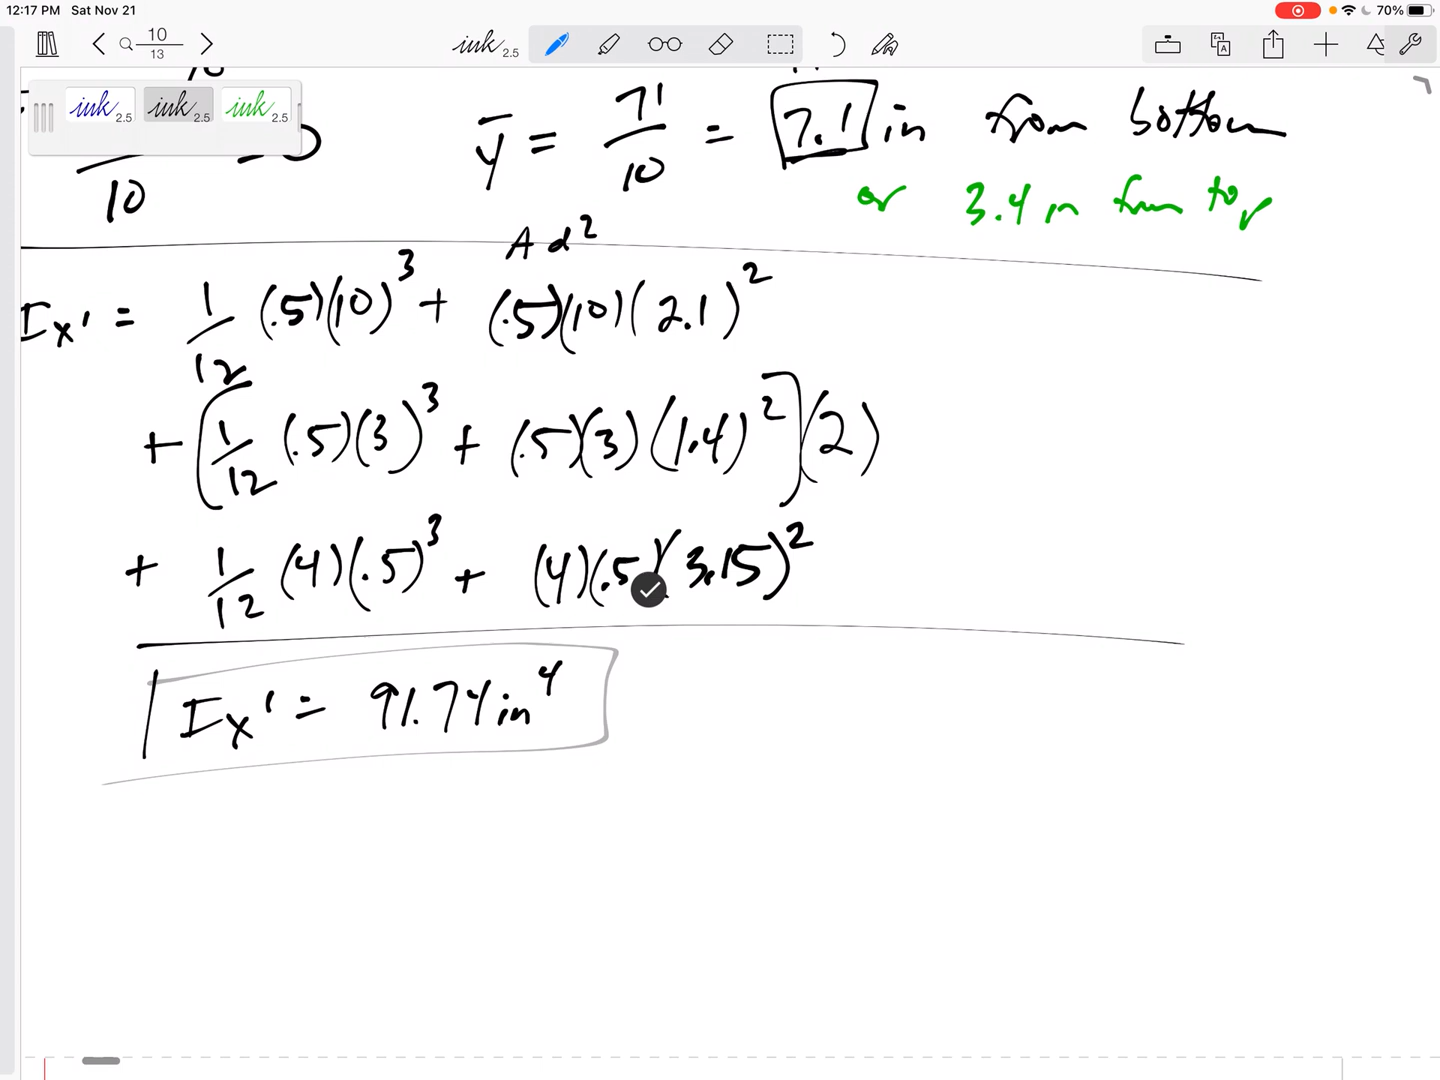 12:17 PM Sat Nov 21
70%
10
13
ink 2.5
ink 2.5 ink 2.5 ink 2.5
10
ȳ = 71/10 = 7.1 in from bottom
or 3.4 in from top
Ad²
Ix' = 1/12 (.5)(10)³ + (.5)(10)(2.1)²
+ [1/12 (.5)(3)³ + (.5)(3)(1.4)²](2)
+ 1/12 (4)(.5)³ + (4)(.5)(3.15)²
Ix' = 91.74 in⁴